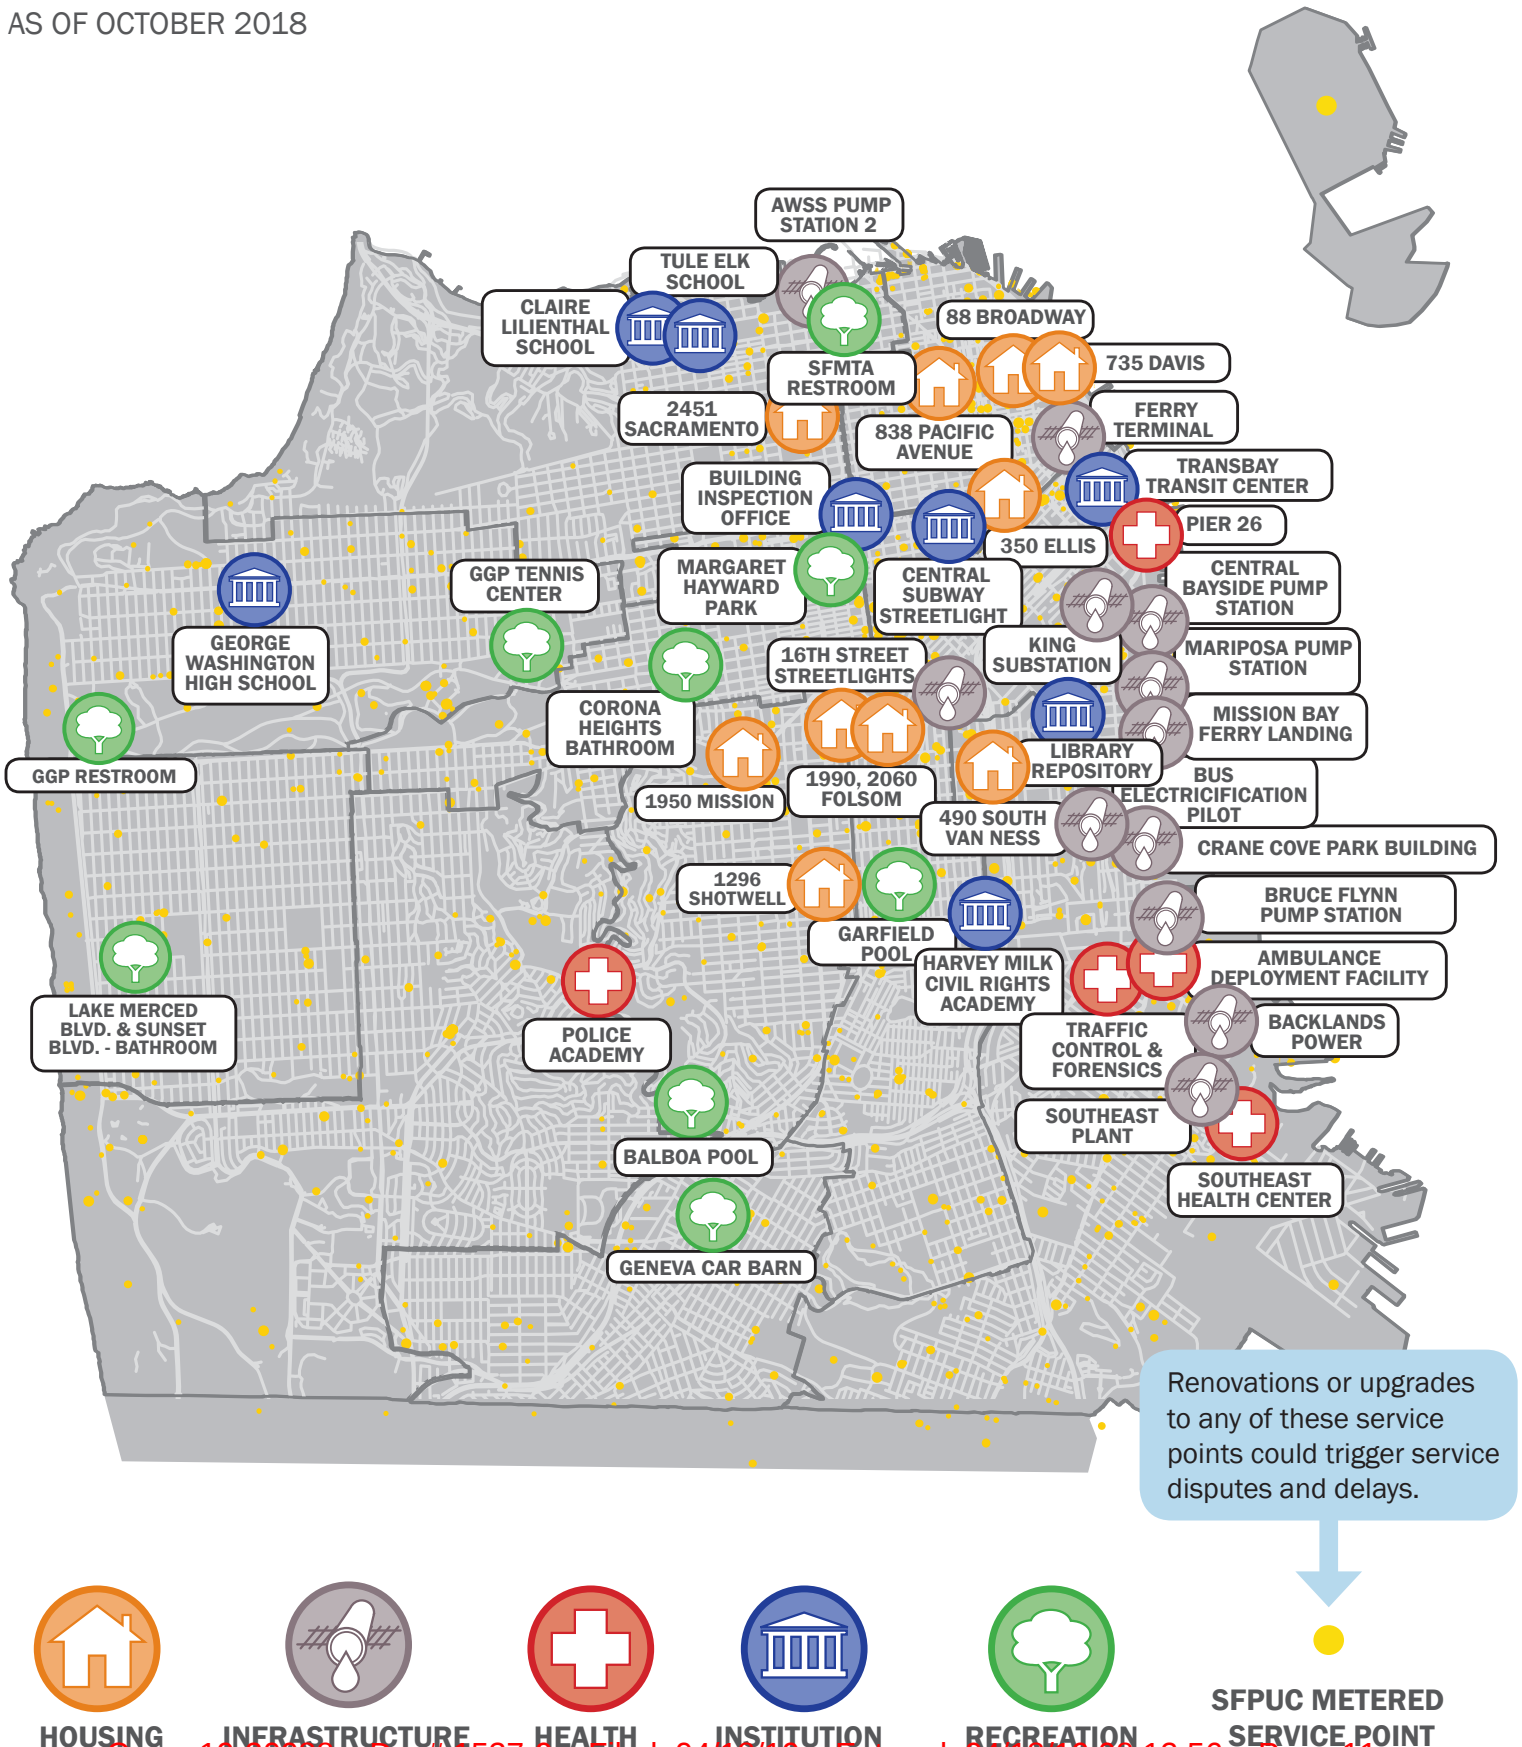 AS OF OCTOBER 2018
AWSS PUMP
STATION 2
TULE ELK
SCHOOL
CLAIRE
LILIENTHAL
SCHOOL
88 BROADWAY
SFMTA
RESTROOM
735 DAVIS
2451
SACRAMENTO
838 PACIFIC
AVENUE
FERRY
TERMINAL
BUILDING
INSPECTION
OFFICE
TRANSBAY
TRANSIT CENTER
PIER 26
350 ELLIS
GGP TENNIS
CENTER
MARGARET
HAYWARD
PARK
CENTRAL
SUBWAY
STREETLIGHT
CENTRAL
BAYSIDE PUMP
STATION
GEORGE
WASHINGTON
HIGH SCHOOL
16TH STREET
STREETLIGHTS
KING
SUBSTATION
MARIPOSA PUMP
STATION
CORONA
HEIGHTS
BATHROOM
MISSION BAY
FERRY LANDING
GGP RESTROOM
1950 MISSION
1990, 2060
FOLSOM
LIBRARY
REPOSITORY
BUS
ELECTRICIFICATION
PILOT
490 SOUTH
VAN NESS
CRANE COVE PARK BUILDING
1296
SHOTWELL
BRUCE FLYNN
PUMP STATION
GARFIELD
POOL
HARVEY MILK
CIVIL RIGHTS
ACADEMY
AMBULANCE
DEPLOYMENT FACILITY
LAKE MERCED
BLVD. & SUNSET
BLVD. - BATHROOM
POLICE
ACADEMY
TRAFFIC
CONTROL &
FORENSICS
BACKLANDS
POWER
SOUTHEAST
PLANT
BALBOA POOL
SOUTHEAST
HEALTH CENTER
GENEVA CAR BARN
Renovations or upgrades
to any of these service
points could trigger service
disputes and delays.
HOUSING
INFRASTRUCTURE
HEALTH
INSTITUTION
RECREATION
SFPUC METERED
SERVICE POINT